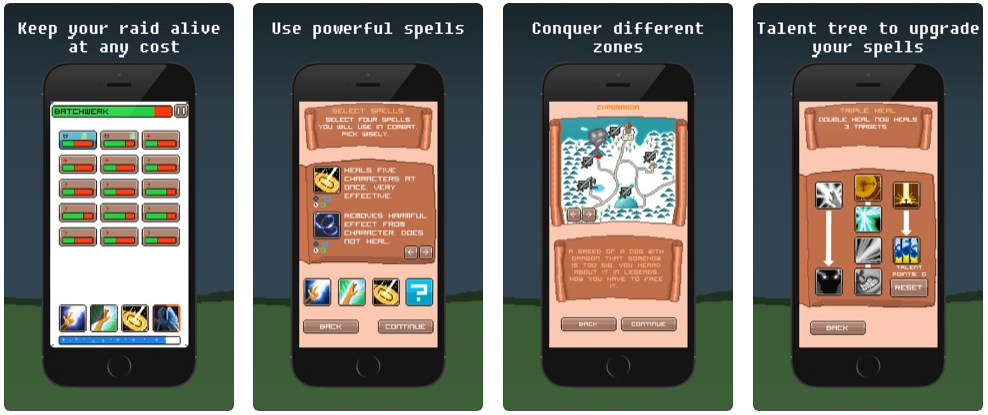 Keep your raid alive
at any cost
BATCHWERK
Use powerful spells
SELECT SPELLS
SELECT FOUR SPELLS
YOU WILL USE IN COMBAT.
PICK WISELY.
HEALS FIVE
CHARACTERS AT
ONCE. VERY
EFFECTIVE.
REMOVES HARMFUL
EFFECT FROM
CHARACTER. DOES
NOT HEAL.
?
BACK CONTINUE
Conquer different
zones
CHADRAGON
A BREED OF A DOG WITH
DRAGON THAT SOMEHOW
IS TOO BIG. YOU HEARD
ABOUT IT IN LEGENDS.
NOW YOU HAVE TO FACE
IT.
BACK CONTINUE
Talent tree to upgrade
your spells
TRIPLE HEAL
DOUBLE HEAL NOW HEALS
3 TARGETS
TALENT
POINTS: 0
RESET
BACK